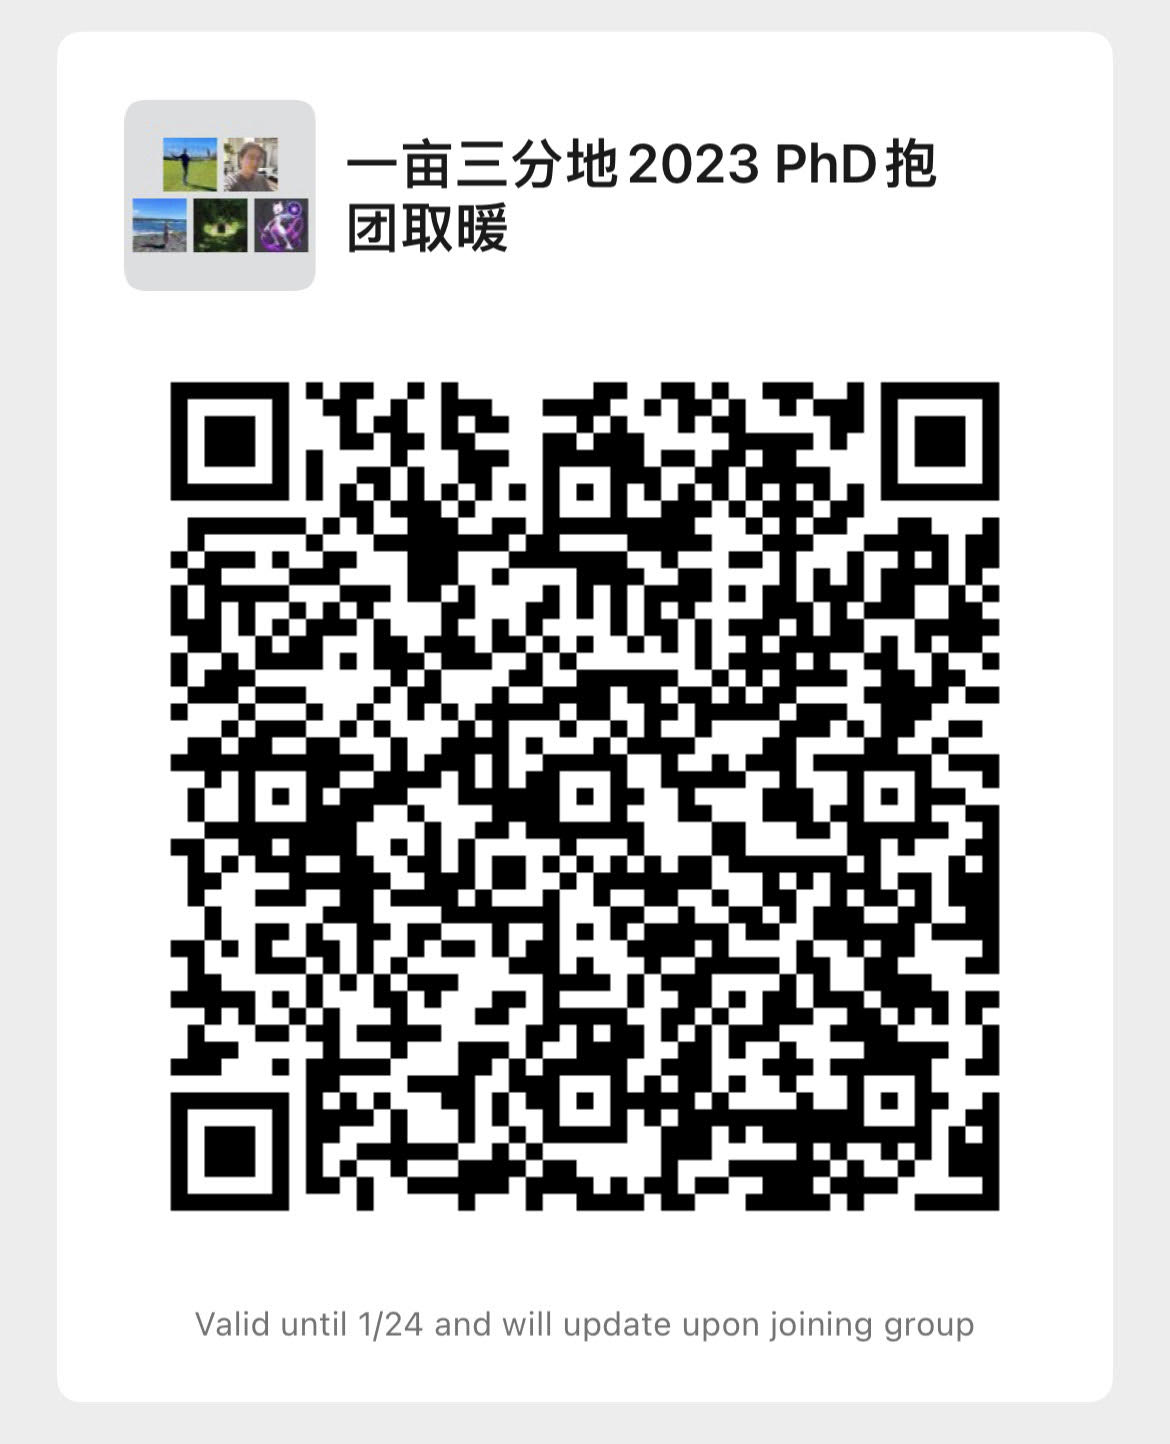 一亩三分地2023 PhD抱
团取暖
Valid until 1/24 and will update upon joining group